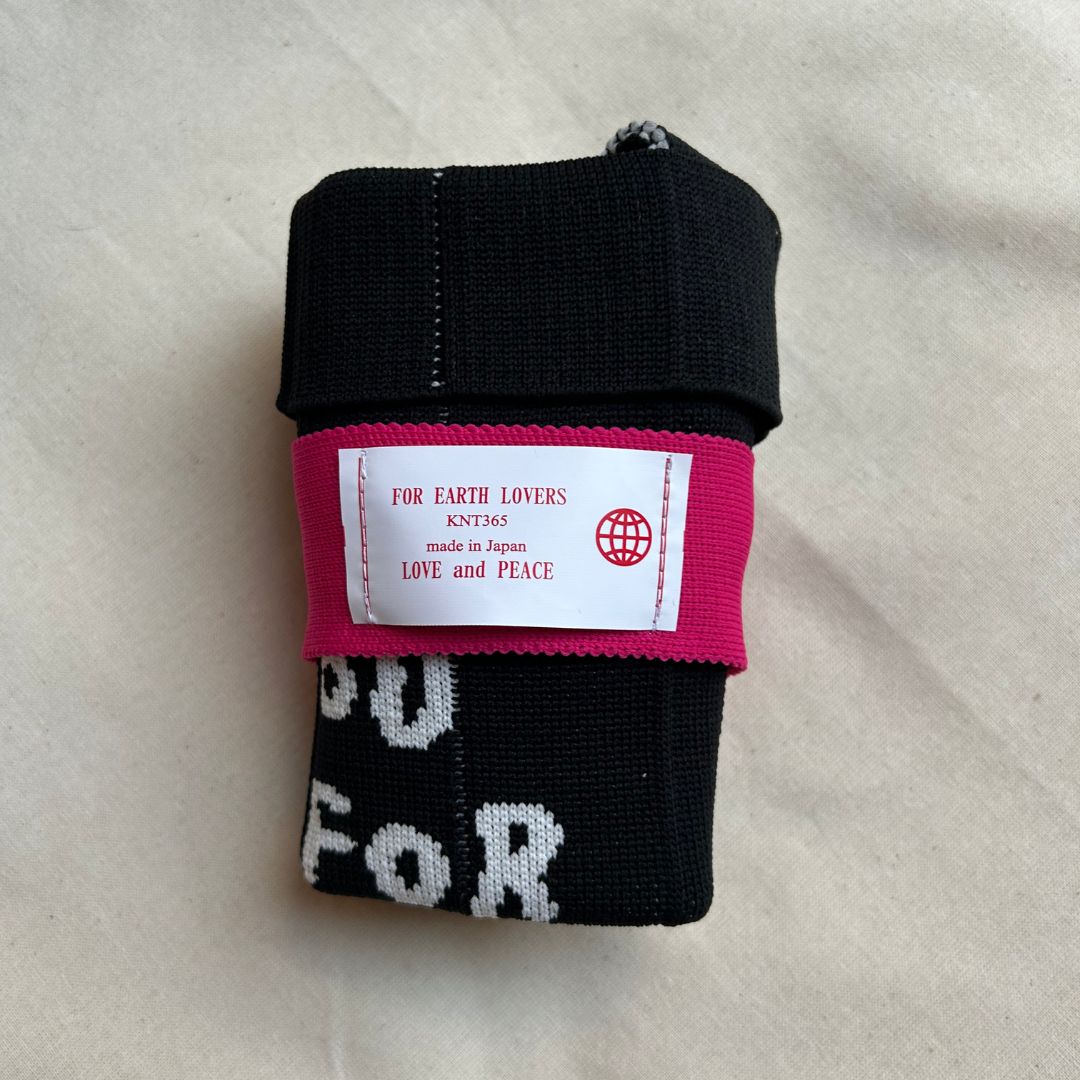 FOR EARTH LOVERS
KNT365
made in Japan
LOVE and PEACE
FoR